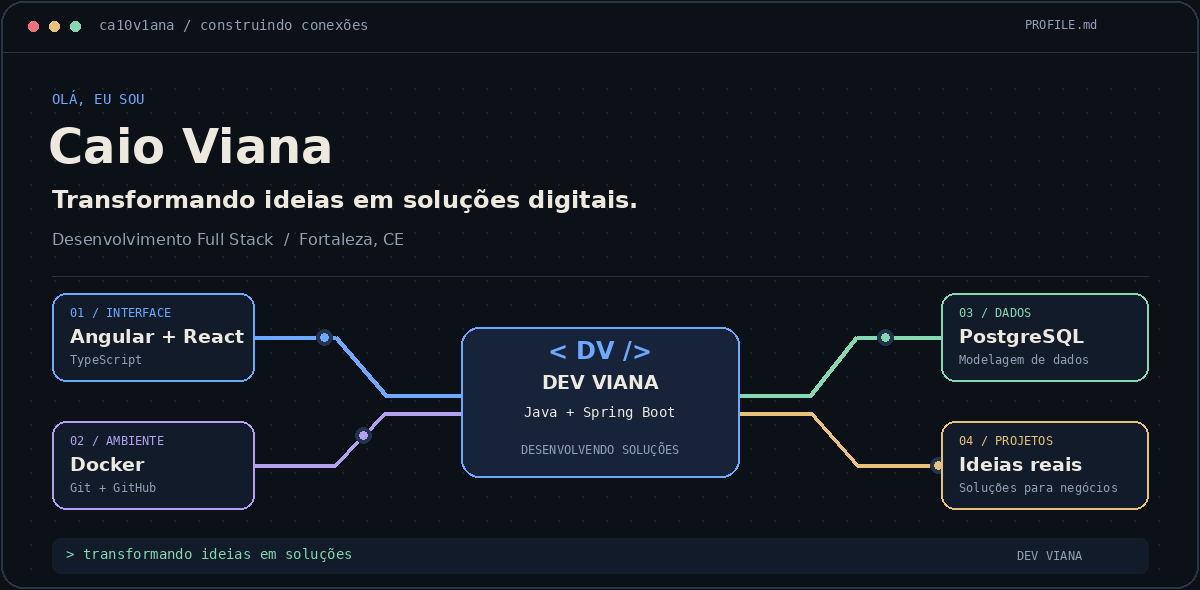 ca10v1ana / construindo conexões
PROFILE.md
OLÁ, EU SOU
Caio Viana
Transformando ideias em soluções digitais.
Desenvolvimento Full Stack / Fortaleza, CE
01 / INTERFACE
Angular + React
TypeScript
02 / AMBIENTE
Docker
Git + GitHub
< DV />
DEV VIANA
Java + Spring Boot
DESENVOLVENDO SOLUÇÕES
03 / DADOS
PostgreSQL
Modelagem de dados
04 / PROJETOS
Ideias reais
Soluções para negócios
> transformando ideias em soluções
DEV VIANA